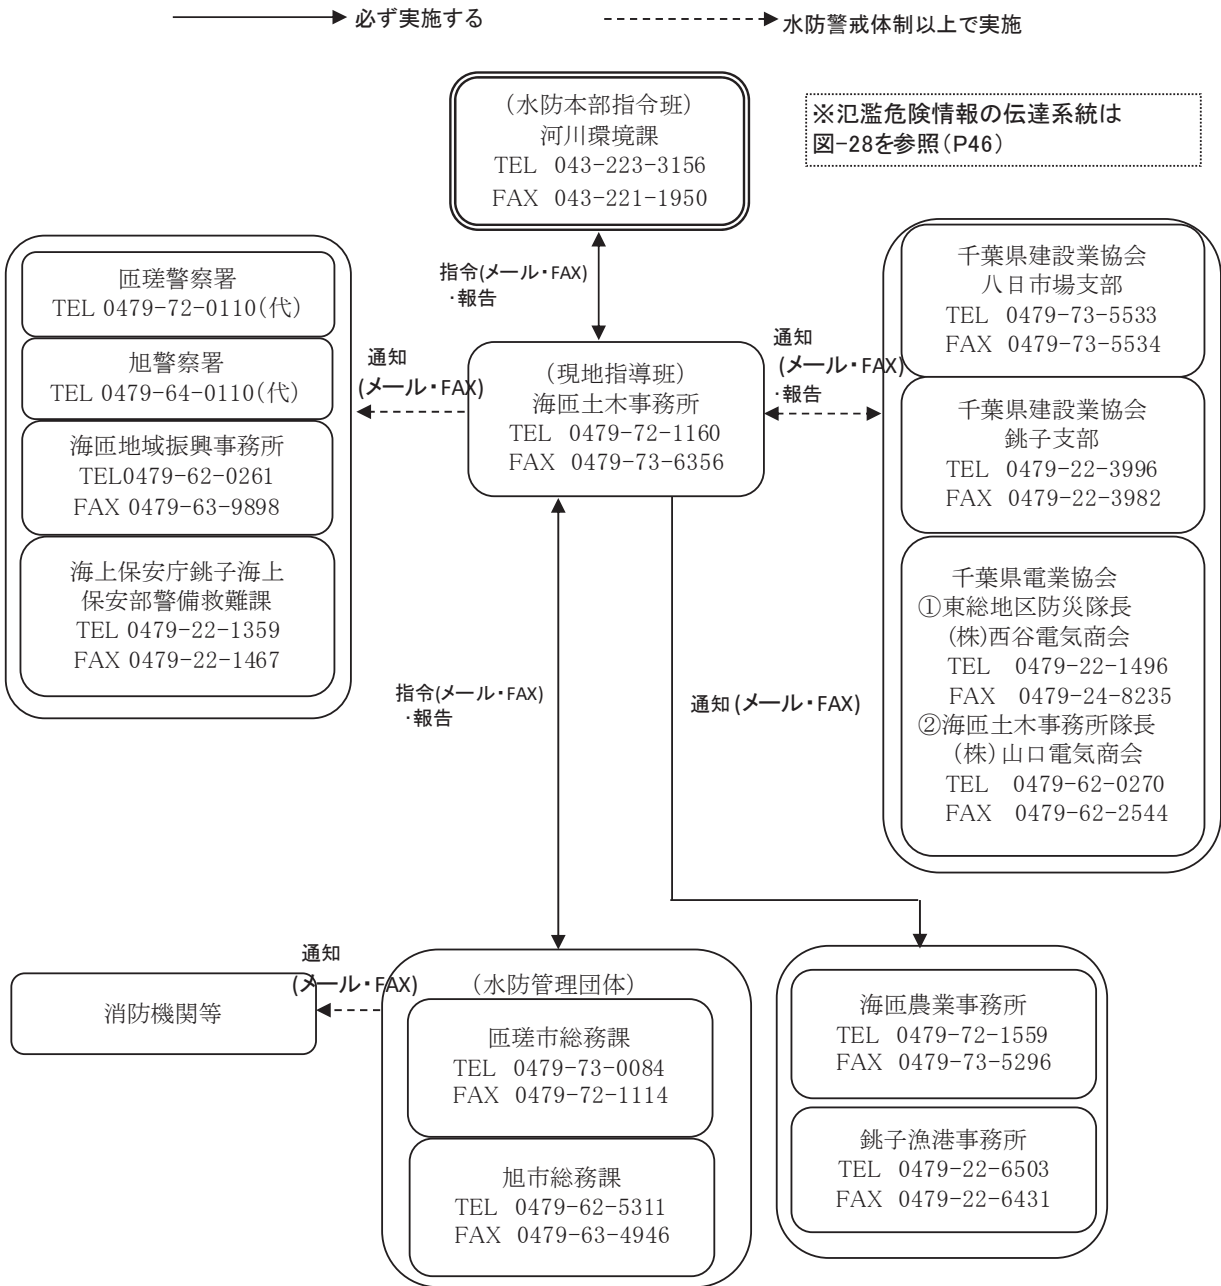 必ず実施する
水防警戒体制以上で実施
(水防本部指令班)
河川環境課
TEL 043-223-3156
FAX 043-221-1950
※氾濫危険情報の伝達系統は
図-28を参照(P46)
指令(メール・FAX)
・報告
匝瑳警察署
TEL 0479-72-0110(代)
旭警察署
TEL 0479-64-0110(代)
海匝地域振興事務所
TEL0479-62-0261
FAX 0479-63-9898
海上保安庁銚子海上
保安部警備救難課
TEL 0479-22-1359
FAX 0479-22-1467
通知
(メール・FAX)
(現地指導班)
海匝土木事務所
TEL 0479-72-1160
FAX 0479-73-6356
通知
(メール・FAX)
・報告
千葉県建設業協会
八日市場支部
TEL 0479-73-5533
FAX 0479-73-5534
千葉県建設業協会
銚子支部
TEL 0479-22-3996
FAX 0479-22-3982
千葉県電業協会
①東総地区防災隊長
(株)西谷電気商会
TEL 0479-22-1496
FAX 0479-24-8235
②海匝土木事務所隊長
(株)山口電気商会
TEL 0479-62-0270
FAX 0479-62-2544
指令(メール・FAX)
・報告
通知(メール・FAX)
通知
(メール・FAX)
消防機関等
(水防管理団体)
匝瑳市総務課
TEL 0479-73-0084
FAX 0479-72-1114
旭市総務課
TEL 0479-62-5311
FAX 0479-63-4946
海匝農業事務所
TEL 0479-72-1559
FAX 0479-73-5296
銚子漁港事務所
TEL 0479-22-6503
FAX 0479-22-6431